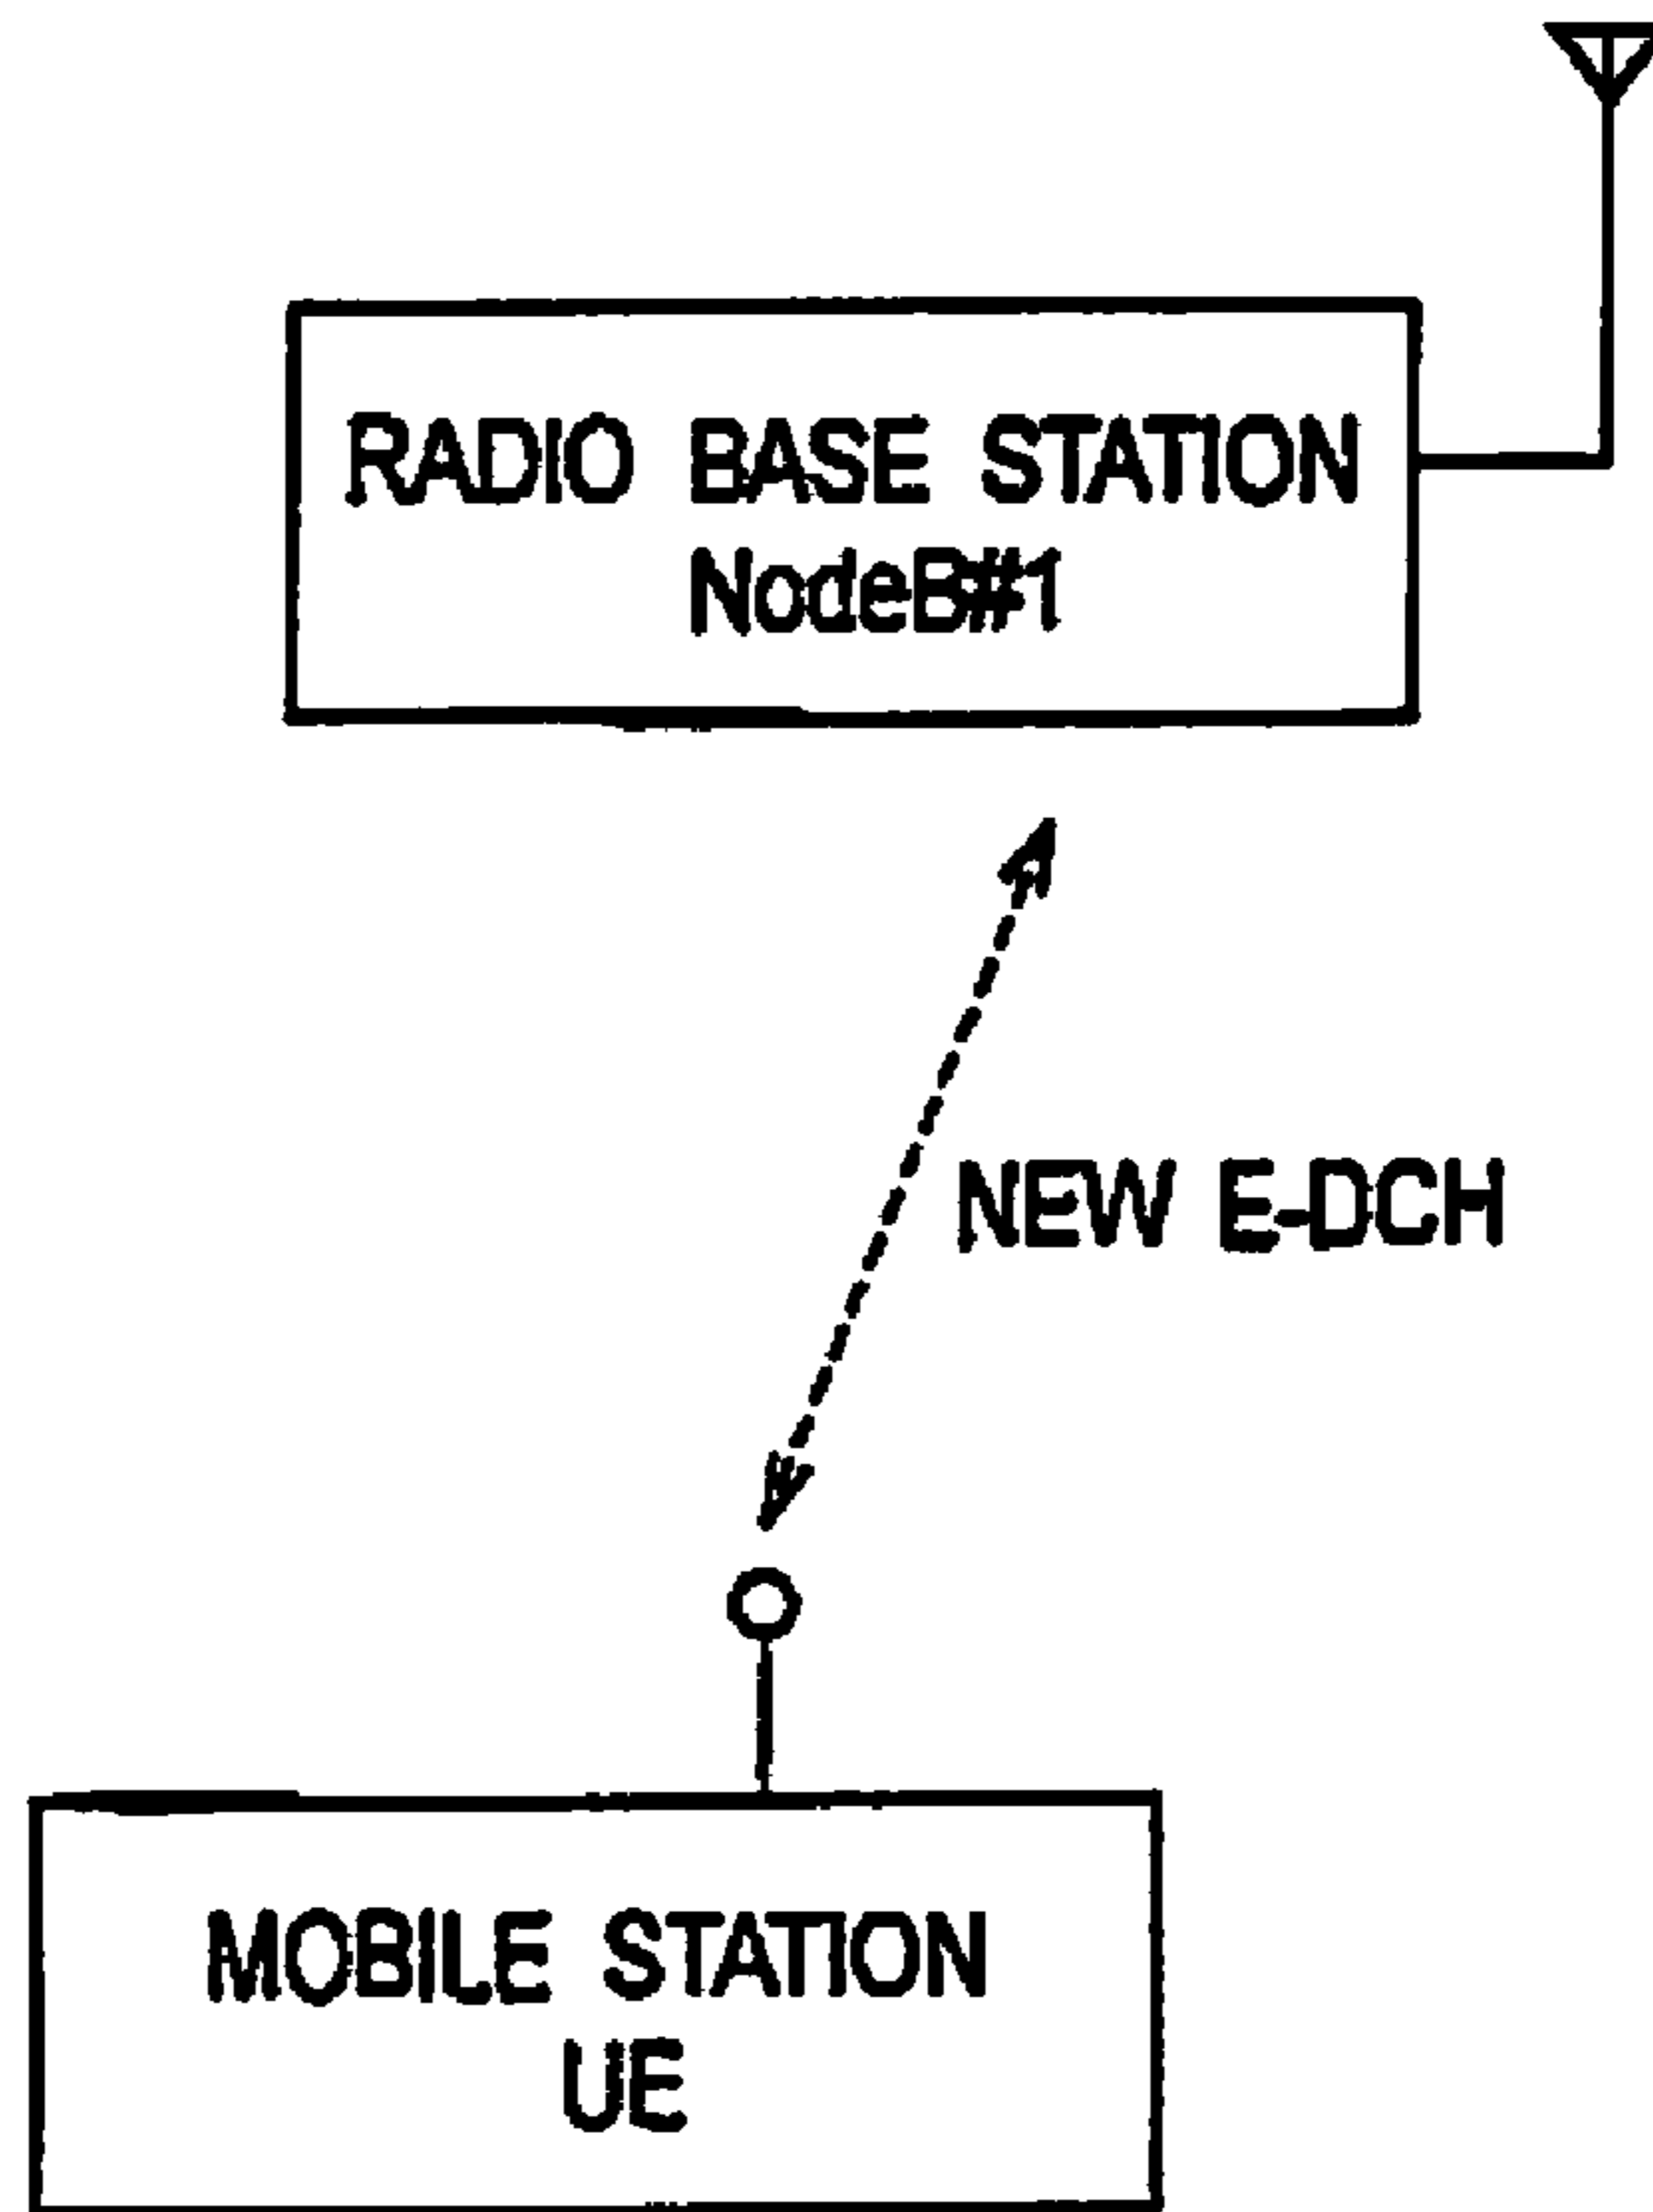 RADIO BASE STATION
NodeB#1
NEW E-DCH
MOBILE STATION
UE